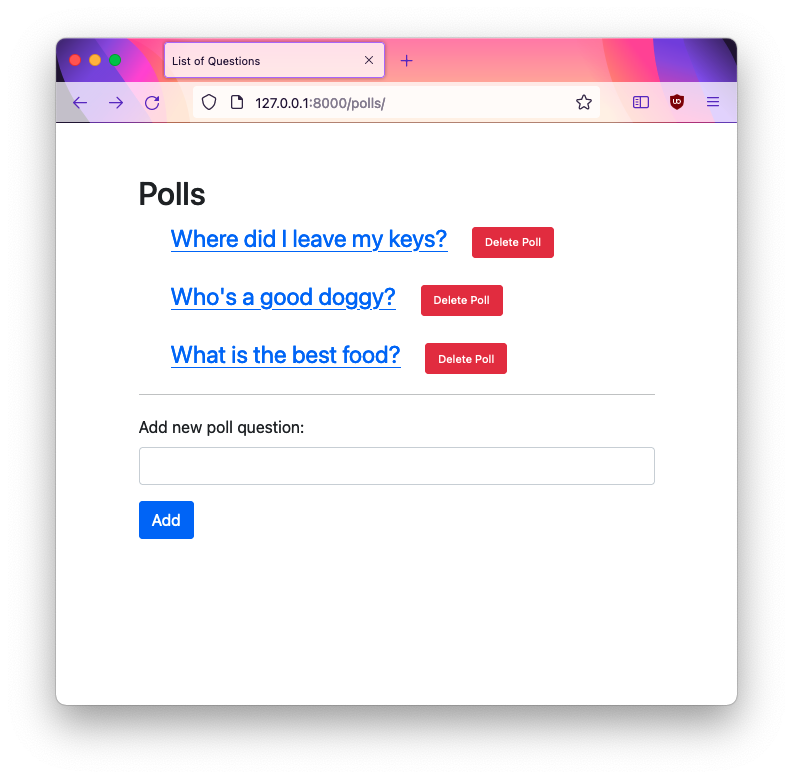 List of Questions
127.0.0.1:8000/polls/
Polls
Where did I leave my keys? Delete Poll
Who's a good doggy? Delete Poll
What is the best food? Delete Poll
Add new poll question:
Add